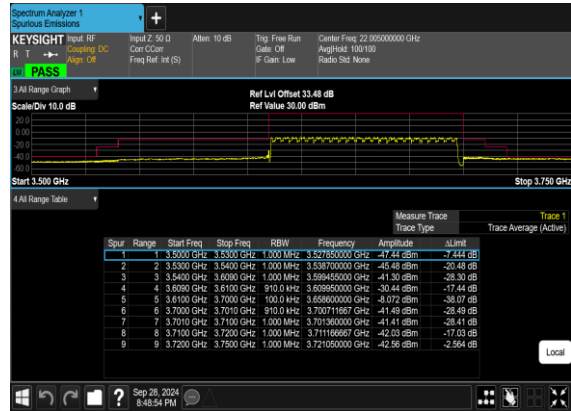 Spectrum Analyzer 1
Spurious Emissions
KEYSIGHT Input: RF Input Z: 50 Ω Atten: 10 dB Trig: Free Run Center Freq: 22.005000000 GHz
R T Coupling: DC Corr CCorr Gate: Off Avg|Hold: 100/100
Align: Off Freq Ref: Int (S) IF Gain: Low Radio Std: None
PASS
3 All Range Graph
Ref Lvl Offset 33.48 dB
Scale/Div 10.0 dB Ref Value 30.00 dBm
20.0
0.00
-20.0
-40.0
-60.0
Start 3.500 GHz Stop 3.750 GHz
4 All Range Table
Measure Trace Trace 1
Trace Type Trace Average (Active)
Spur Range Start Freq Stop Freq RBW Frequency Amplitude ΔLimit
1 1 3.5000 GHz 3.5300 GHz 1.000 MHz 3.527850000 GHz -47.44 dBm -7.444 dB
2 2 3.5300 GHz 3.5400 GHz 1.000 MHz 3.538700000 GHz -45.48 dBm -20.48 dB
3 3 3.5400 GHz 3.6090 GHz 1.000 MHz 3.599455000 GHz -41.30 dBm -28.30 dB
4 4 3.6090 GHz 3.6100 GHz 910.0 kHz 3.609950000 GHz -30.44 dBm -17.44 dB
5 5 3.6100 GHz 3.7000 GHz 100.0 kHz 3.658600000 GHz -8.072 dBm -38.07 dB
6 6 3.7000 GHz 3.7010 GHz 910.0 kHz 3.700711667 GHz -41.49 dBm -28.49 dB
7 7 3.7010 GHz 3.7100 GHz 1.000 MHz 3.701360000 GHz -41.41 dBm -28.41 dB
8 8 3.7100 GHz 3.7200 GHz 1.000 MHz 3.711166667 GHz -42.03 dBm -17.03 dB
9 9 3.7200 GHz 3.7500 GHz 1.000 MHz 3.721050000 GHz -42.56 dBm -2.564 dB
Local
? Sep 28, 2024
8:48:54 PM